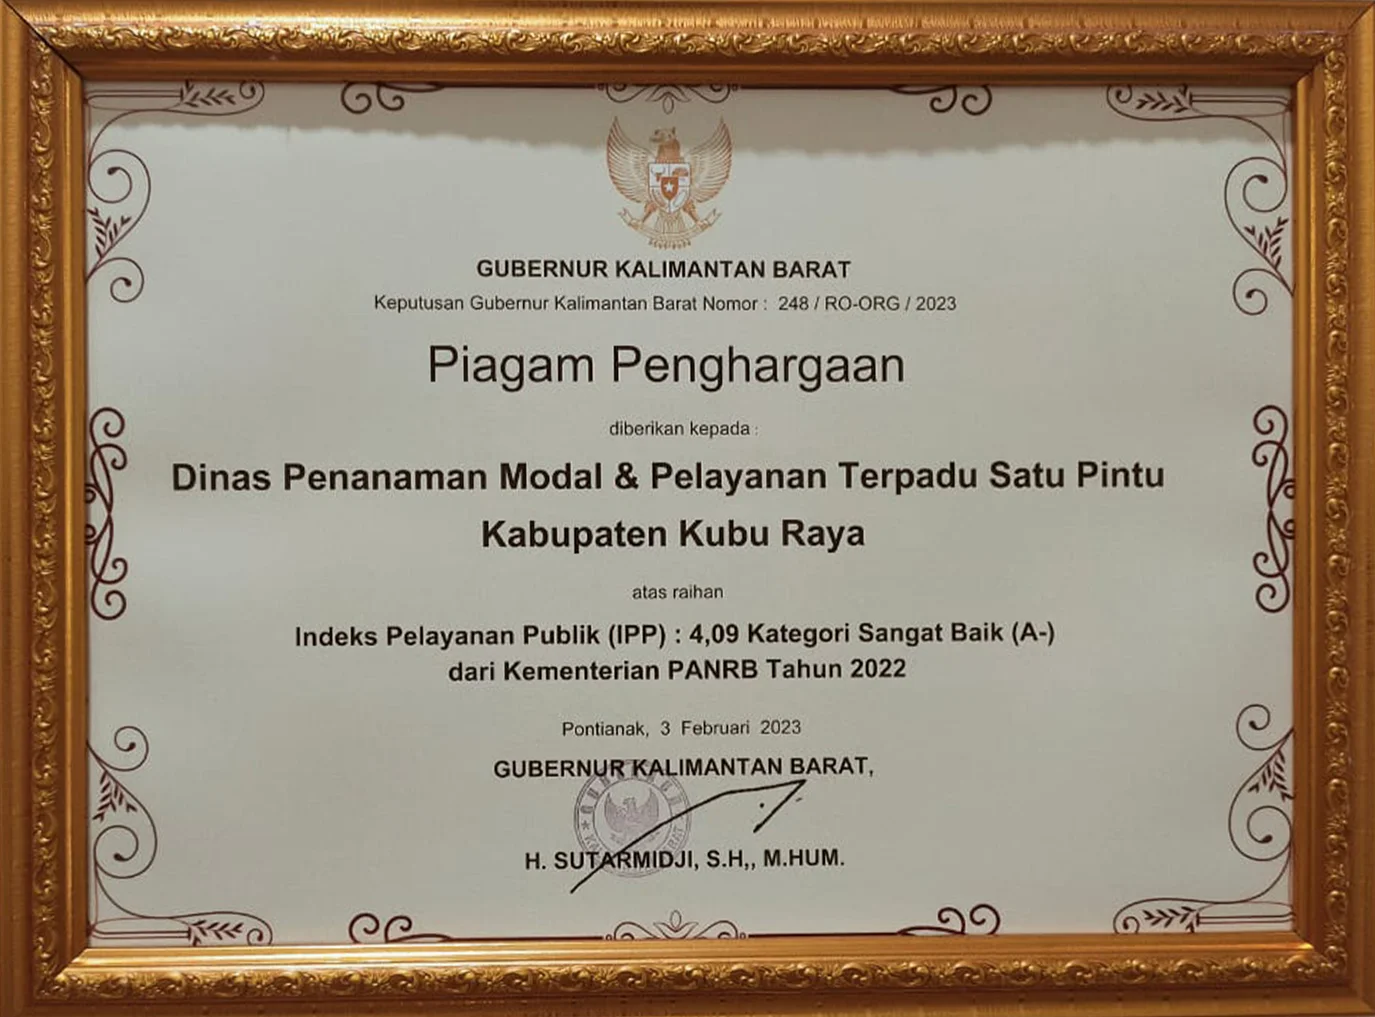 GUBERNUR KALIMANTAN BARAT
Keputusan Gubernur Kalimantan Barat Nomor : 248 / RO-ORG / 2023
Piagam Penghargaan
diberikan kepada :
Dinas Penanaman Modal & Pelayanan Terpadu Satu Pintu
Kabupaten Kubu Raya
atas raihan
Indeks Pelayanan Publik (IPP) : 4,09 Kategori Sangat Baik (A-)
dari Kementerian PANRB Tahun 2022
Pontianak, 3 Februari 2023
GUBERNUR KALIMANTAN BARAT,
GUBERNUR
H. SUTARMIDJI, S.H,, M.HUM.